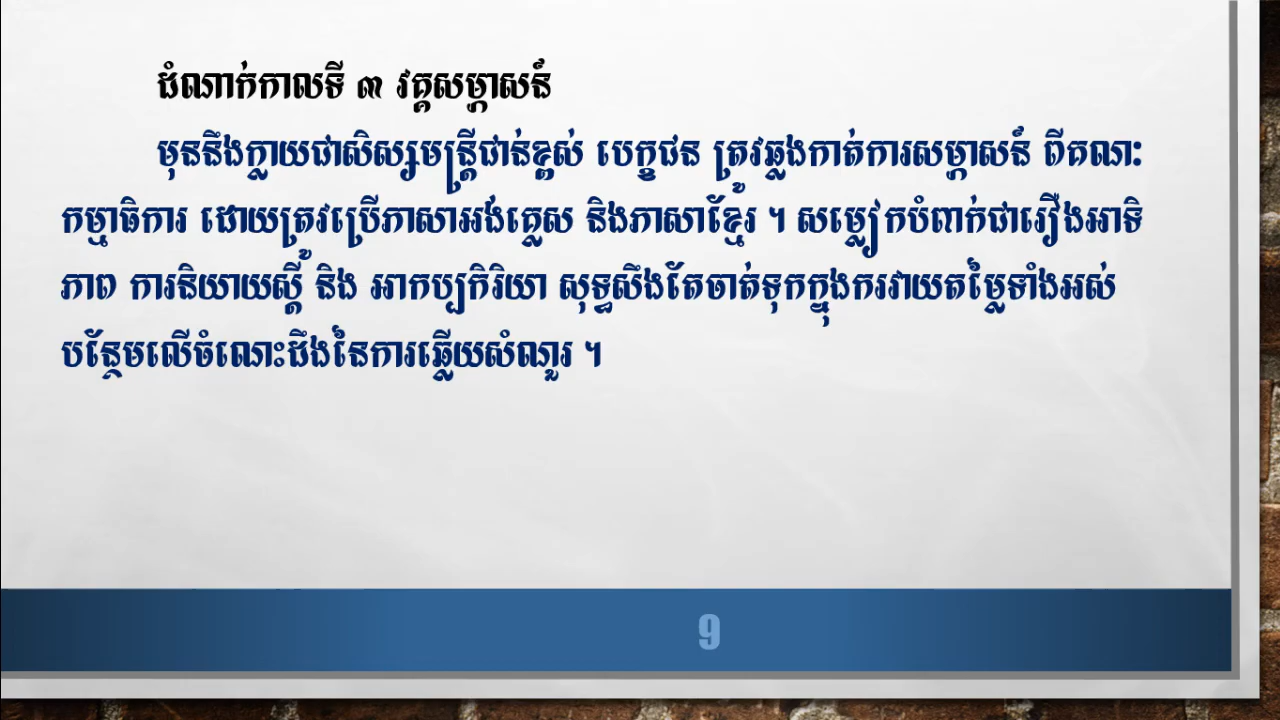 ដំណាក់កាលទី ៣ វគ្គសម្ភាសន៍
មុននឹងក្លាយជាសិស្សមន្ត្រីជាន់ខ្ពស់ បេក្ខជន ត្រូវឆ្លងកាត់ការសម្ភាសន៍ ពីគណៈ
កម្មាធិការ ដោយត្រូវប្រើភាសាអង់គ្លេស និងភាសាខ្មែរ ។ សម្លៀកបំពាក់ជារឿងអាទិ
ភាព ការនិយាយស្តី និង អាកប្បកិរិយា សុទ្ធសឹងតែចាត់ទុកក្នុងករវាយតម្លៃទាំងអស់
បន្ថែមលើចំណេះដឹងនៃការឆ្លើយសំណួរ ។
9